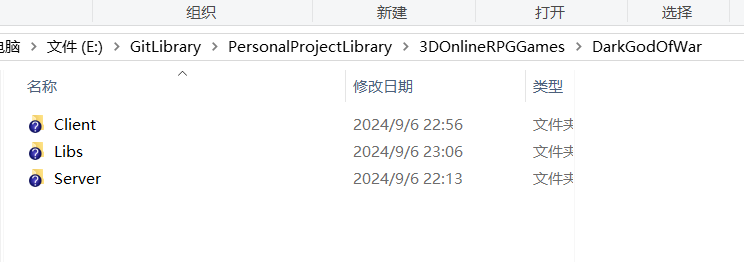 组织 新建 打开 选择
电脑 > 文件 (E:) > GitLibrary > PersonalProjectLibrary > 3DOnlineRPGGames > DarkGodOfWar
名称 修改日期 类型
Client 2024/9/6 22:56 文件夹
Libs 2024/9/6 23:06 文件夹
Server 2024/9/6 22:13 文件夹